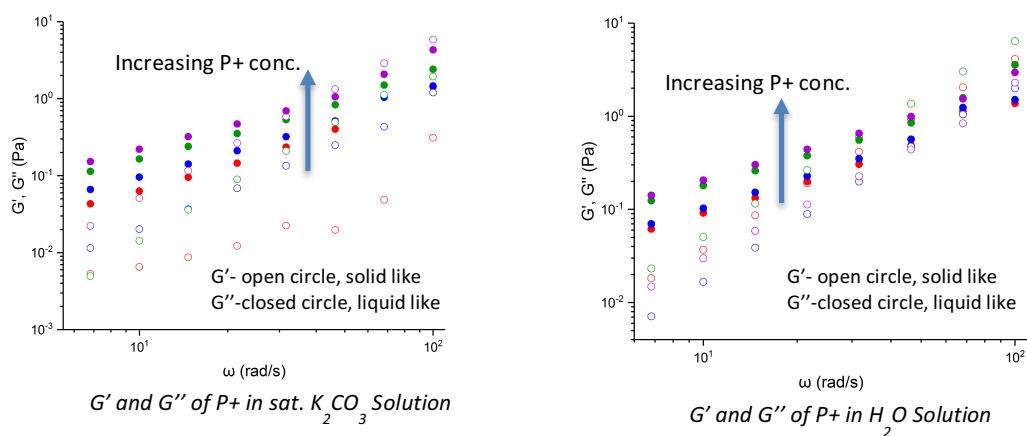 10¹
10⁰
10⁻¹
10⁻²
10⁻³
G', G'' (Pa)
Increasing P+ conc.
G'- open circle, solid like
G''-closed circle, liquid like
10¹
10²
ω (rad/s)
G' and G'' of P+ in sat. K₂CO₃ Solution
10¹
10⁰
10⁻¹
10⁻²
G', G'' (Pa)
Increasing P+ conc.
G'- open circle, solid like
G''-closed circle, liquid like
10¹
10²
ω (rad/s)
G' and G'' of P+ in H₂O Solution